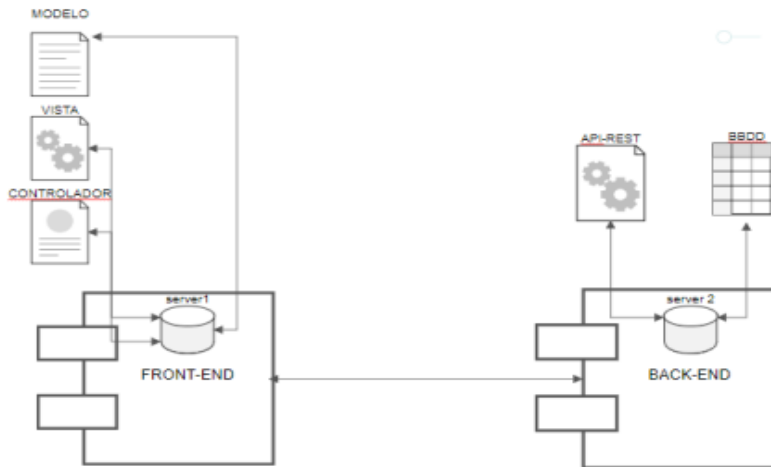 MODELO
VISTA
CONTROLADOR
API-REST
BBDD
server1
FRONT-END
server 2
BACK-END